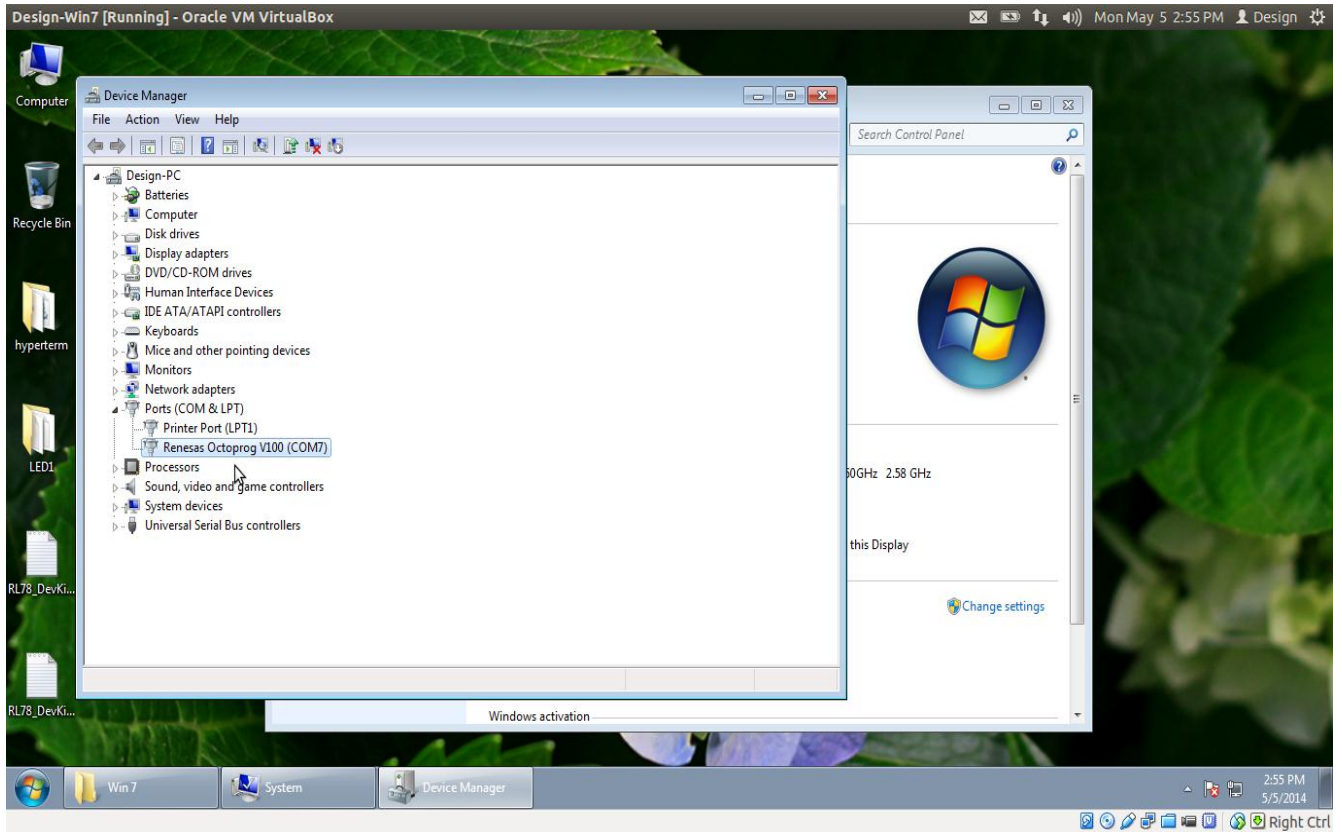 Design-Win7 [Running] - Oracle VM VirtualBox
Mon May 5 2:55 PM
Design
Computer
Recycle Bin
hyperterm
LED1
RL78_DevKi...
RL78_DevKi...
Device Manager
File Action View Help
Design-PC
Batteries
Computer
Disk drives
Display adapters
DVD/CD-ROM drives
Human Interface Devices
IDE ATA/ATAPI controllers
Keyboards
Mice and other pointing devices
Monitors
Network adapters
Ports (COM & LPT)
Printer Port (LPT1)
Renesas Octoprog V100 (COM7)
Processors
Sound, video and game controllers
System devices
Universal Serial Bus controllers
Search Control Panel
50GHz 2.58 GHz
this Display
Change settings
Windows activation
Win 7
System
Device Manager
2:55 PM
5/5/2014
Right Ctrl